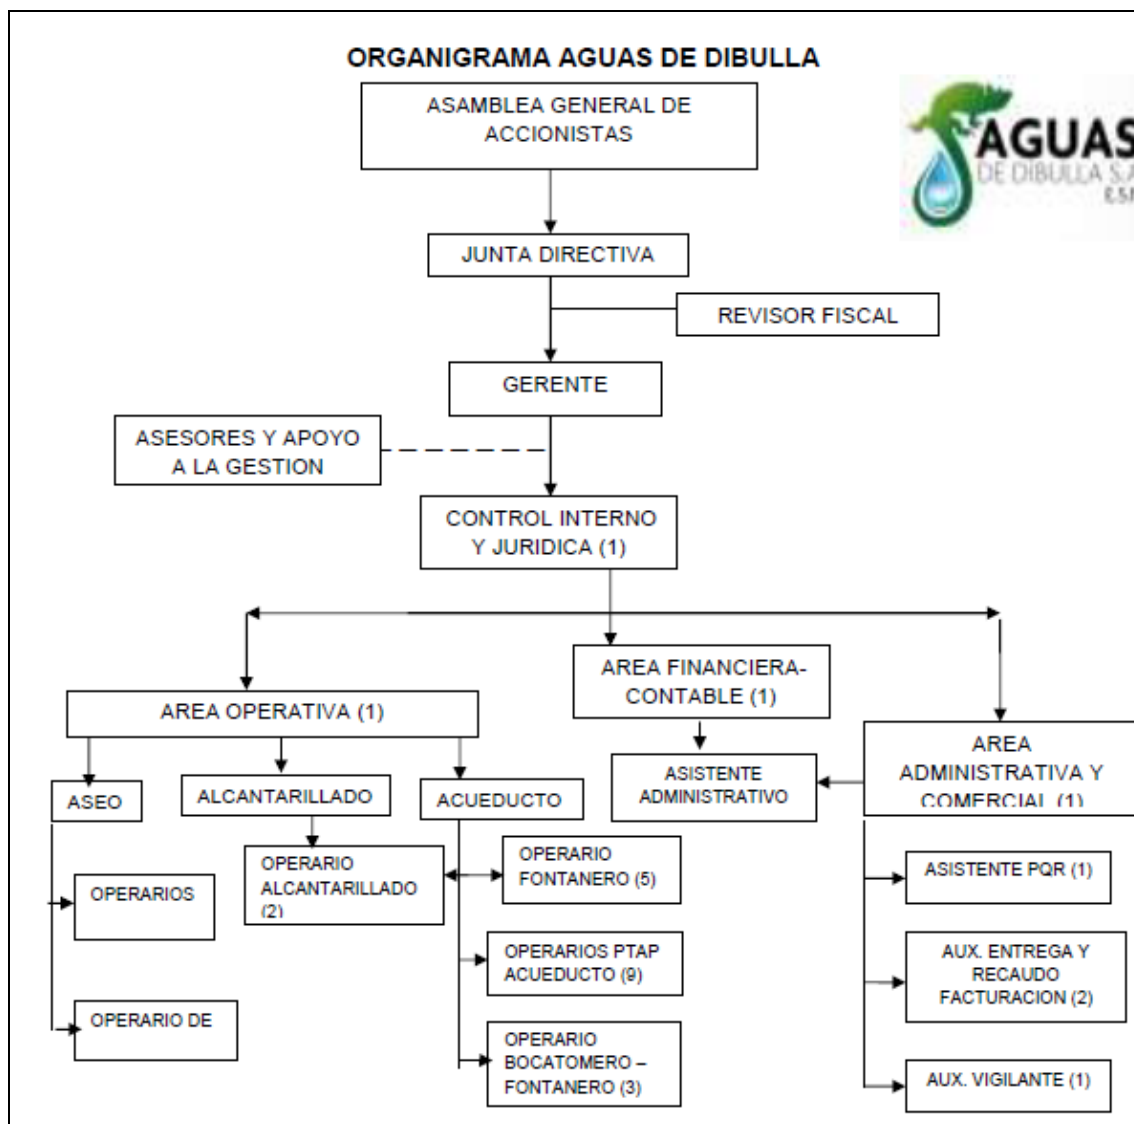 ORGANIGRAMA AGUAS DE DIBULLA
ASAMBLEA GENERAL DE
ACCIONISTAS
AGUAS
DE DIBULLA S.A
E.S.P
JUNTA DIRECTIVA
REVISOR FISCAL
GERENTE
ASESORES Y APOYO
A LA GESTION
CONTROL INTERNO
Y JURIDICA (1)
AREA FINANCIERA-
CONTABLE (1)
AREA OPERATIVA (1)
AREA
ADMINISTRATIVA Y
COMERCIAL (1)
ASISTENTE
ADMINISTRATIVO
ASEO
ALCANTARILLADO
ACUEDUCTO
OPERARIO
ALCANTARILLADO
(2)
OPERARIO
FONTANERO (5)
ASISTENTE PQR (1)
OPERARIOS
OPERARIOS PTAP
ACUEDUCTO (9)
AUX. ENTREGA Y
RECAUDO
FACTURACION (2)
OPERARIO DE
OPERARIO
BOCATOMERO –
FONTANERO (3)
AUX. VIGILANTE (1)